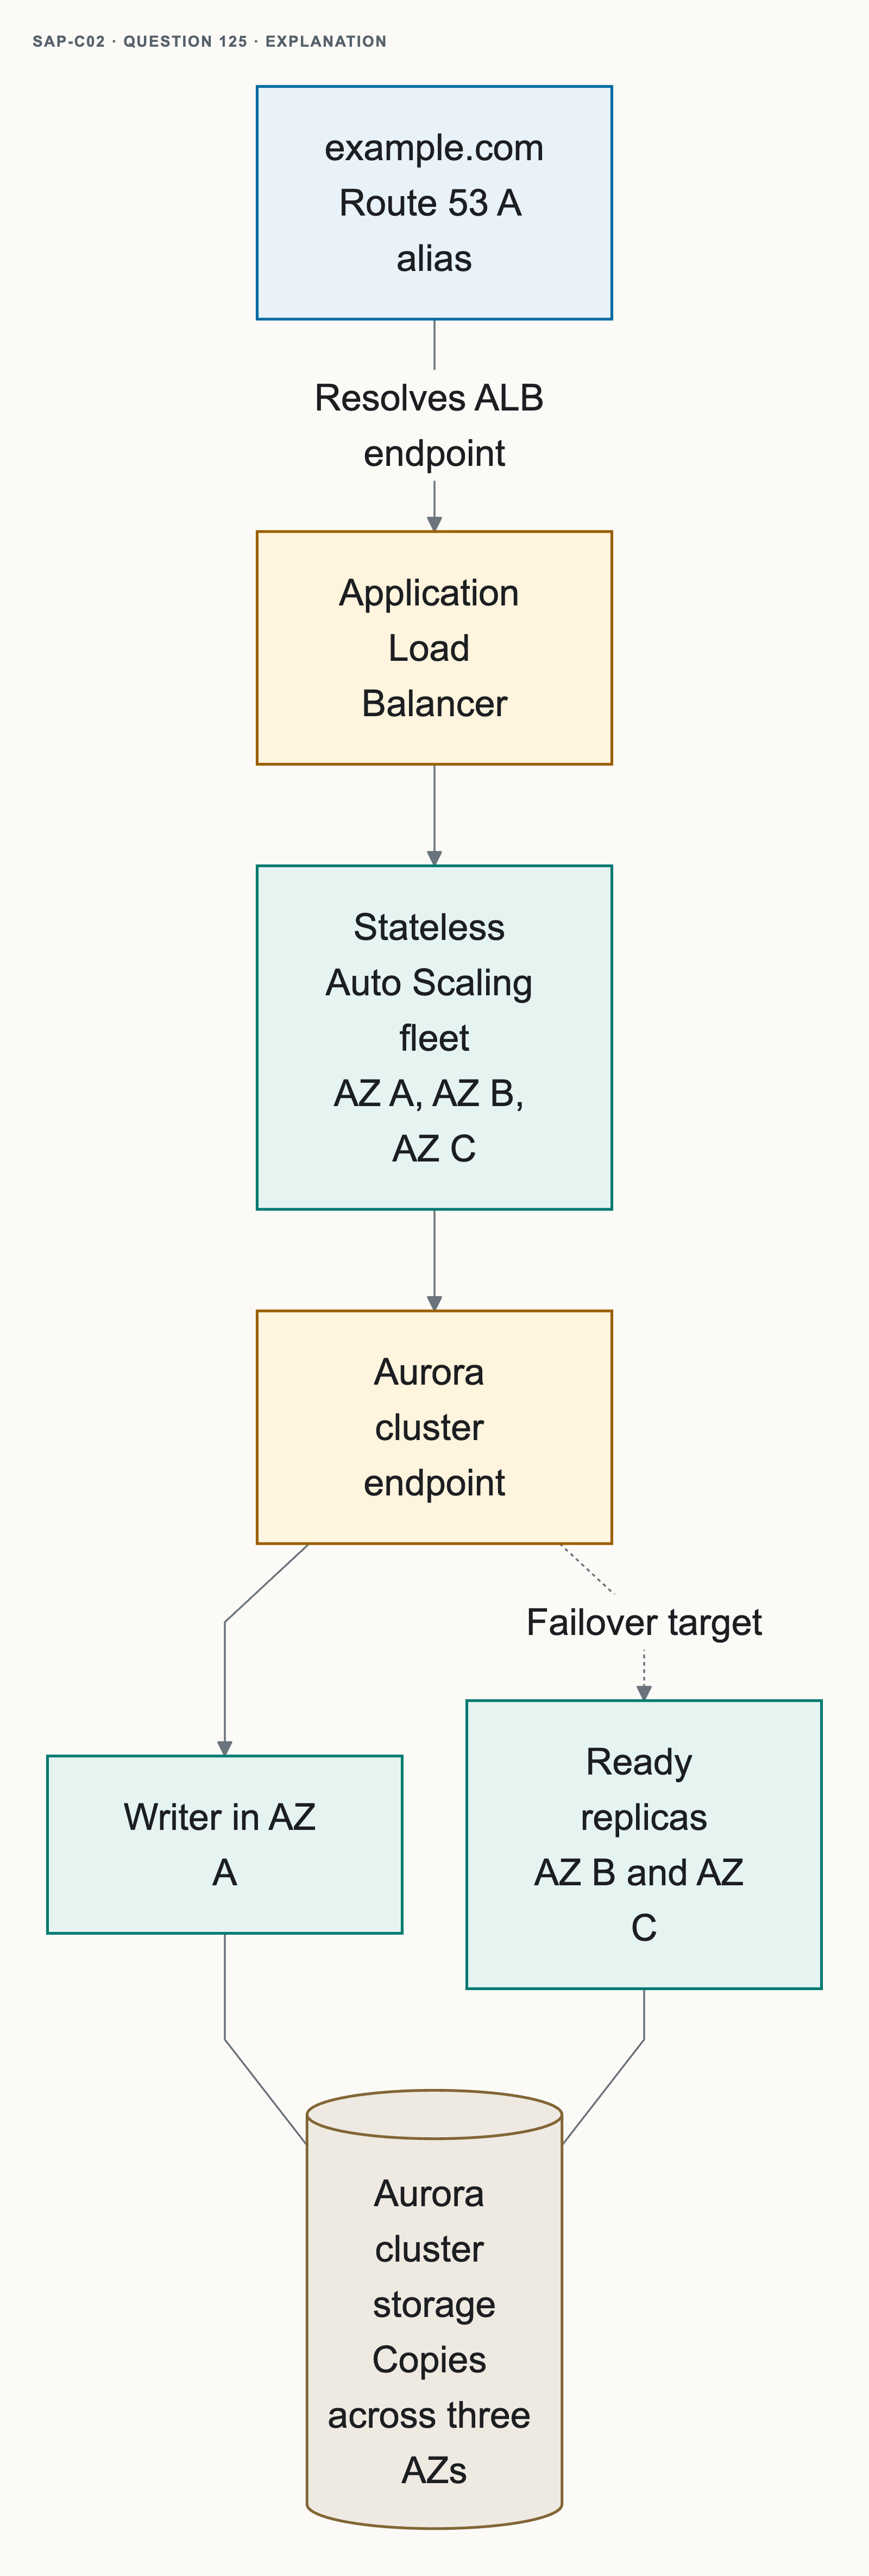 SAP-C02 · QUESTION 125 · EXPLANATION
example.com
Route 53 A
alias
Resolves ALB
endpoint
Application
Load
Balancer
Stateless
Auto Scaling
fleet
AZ A, AZ B,
AZ C
Aurora
cluster
endpoint
Failover target
Writer in AZ
A
Ready
replicas
AZ B and AZ
C
Aurora
cluster
storage
Copies
across three
AZs